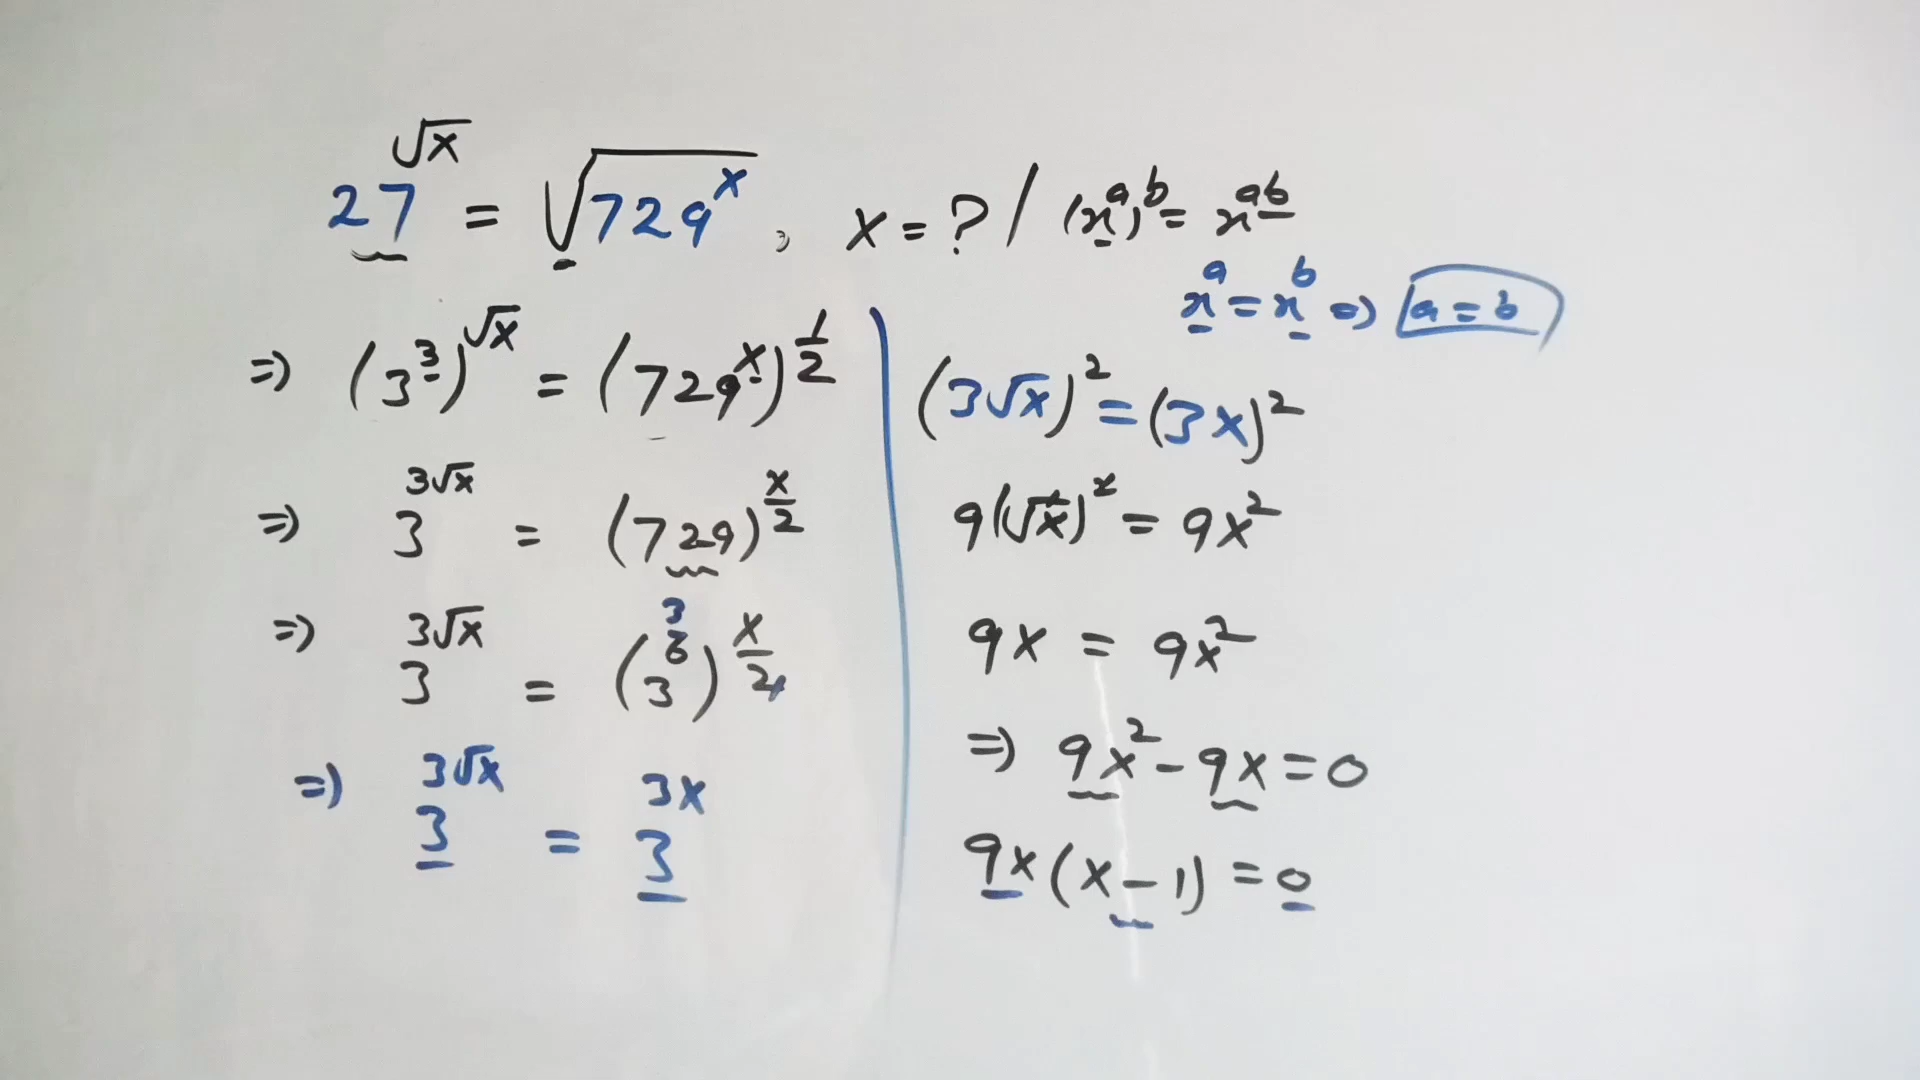 27^√x = √(729^x) , x = ? / (x^a)^b = x^ab
x^a = x^b ⇒ a = b
⇒ (3^3)^√x = (729^x)^1/2
⇒ 3^3√x = (729)^x/2
⇒ 3^3√x = (3^6)^x/2 3
⇒ 3^3√x = 3^3x
(3√x)^2 = (3x)^2
9(√x)^2 = 9x^2
9x = 9x^2
⇒ 9x^2 - 9x = 0
9x(x - 1) = 0